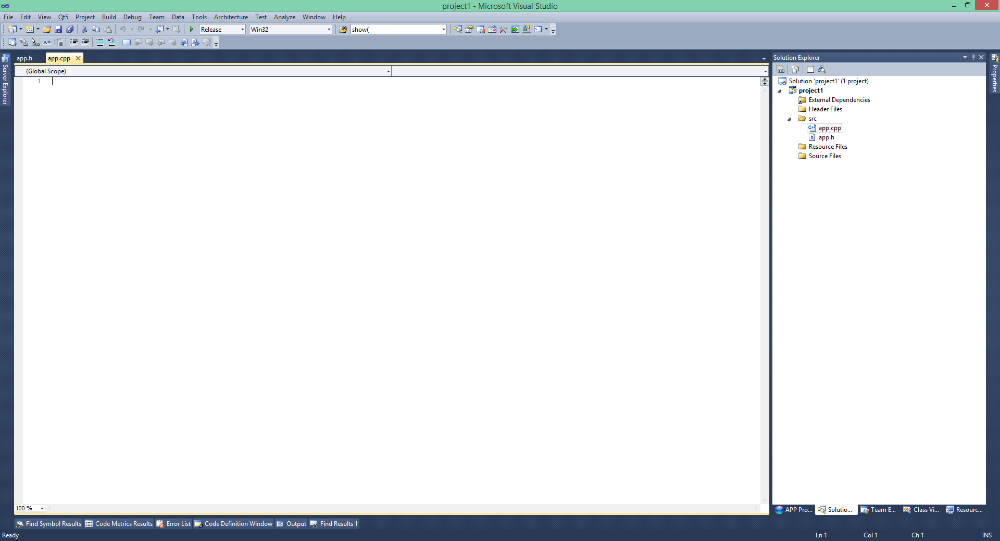 project1 - Microsoft Visual Studio
File Edit View Qt5 Project Build Debug Team Data Tools Architecture Test Analyze Window Help
Release Win32 show(
app.h app.cpp
(Global Scope)
1
Server Explorer
Solution Explorer
Solution 'project1' (1 project)
project1
External Dependencies
Header Files
src
app.cpp
app.h
Resource Files
Source Files
Properties
100 %
APP Pro... Solutio... Team E... Class Vi... Resourc...
Find Symbol Results Code Metrics Results Error List Code Definition Window Output Find Results 1
Ready Ln 1 Col 1 Ch 1 INS